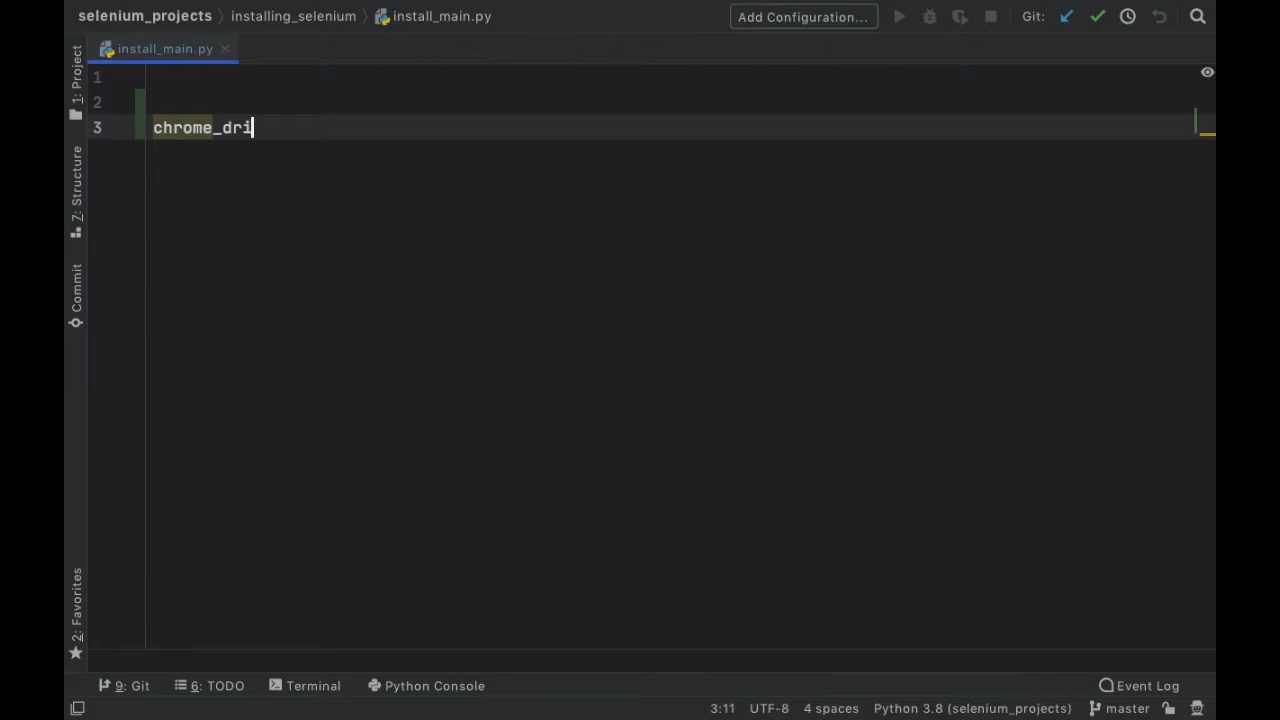 selenium_projects installing_selenium install_main.py Add Configuration... Git:
install_main.py
1: Project
7: Structure
Commit
2: Favorites
1
2
3 chrome_dri
9: Git 6: TODO Terminal Python Console Event Log
3:11 UTF-8 4 spaces Python 3.8 (selenium_projects) master